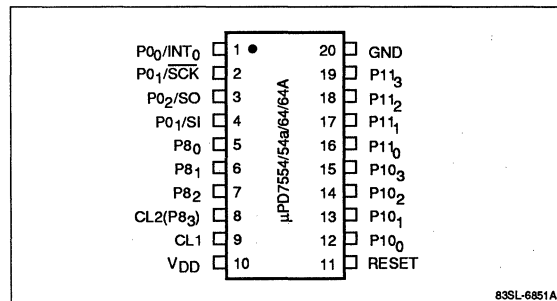 P0₀/INT₀ 1 20 GND
P0₁/SCK 2 19 P11₃
P0₂/SO 3 18 P11₂
P0₁/SI 4 17 P11₁
P8₀ 5 16 P11₀
P8₁ 6 15 P10₃
P8₂ 7 14 P10₂
CL2(P8₃) 8 13 P10₁
CL1 9 12 P10₀
V_DD 10 11 RESET
µPD7554/54a/64/64A
83SL-6851A